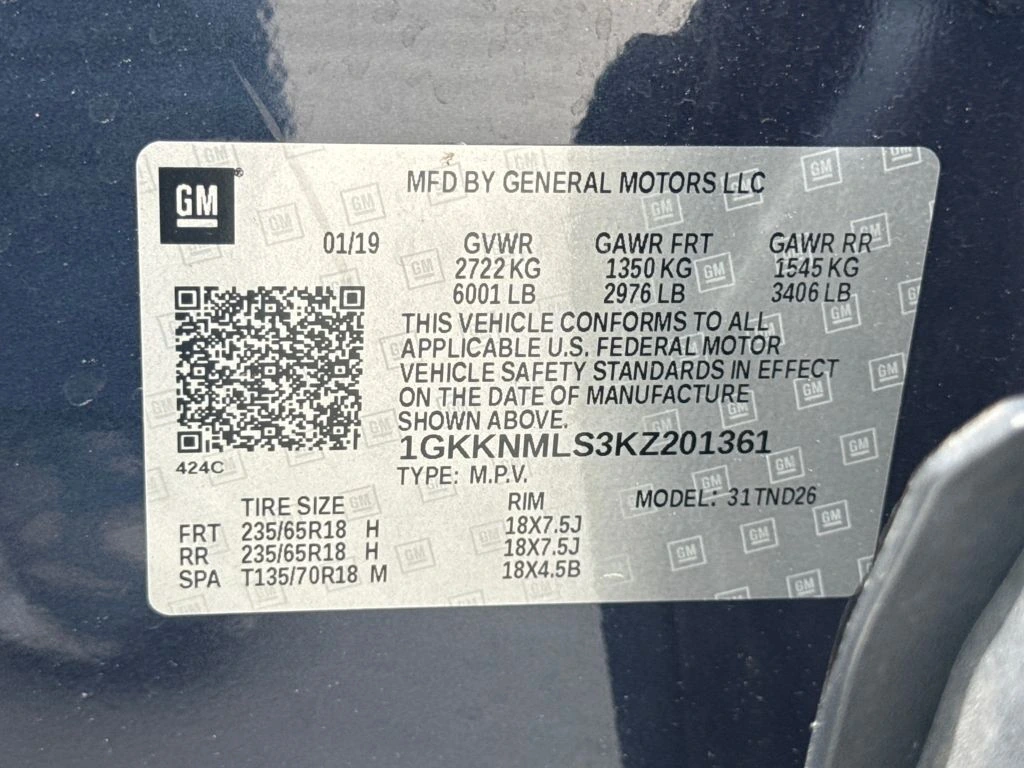 GM
MFD BY GENERAL MOTORS LLC
01/19 GVWR GAWR FRT GAWR RR
2722 KG 1350 KG 1545 KG
6001 LB 2976 LB 3406 LB
THIS VEHICLE CONFORMS TO ALL
APPLICABLE U.S. FEDERAL MOTOR
VEHICLE SAFETY STANDARDS IN EFFECT
ON THE DATE OF MANUFACTURE
SHOWN ABOVE.
1GKKNMLS3KZ201361
424C
TYPE: M.P.V.
TIRE SIZE RIM MODEL: 31TND26
FRT 235/65R18 H 18X7.5J
RR 235/65R18 H 18X7.5J
SPA T135/70R18 M 18X4.5B